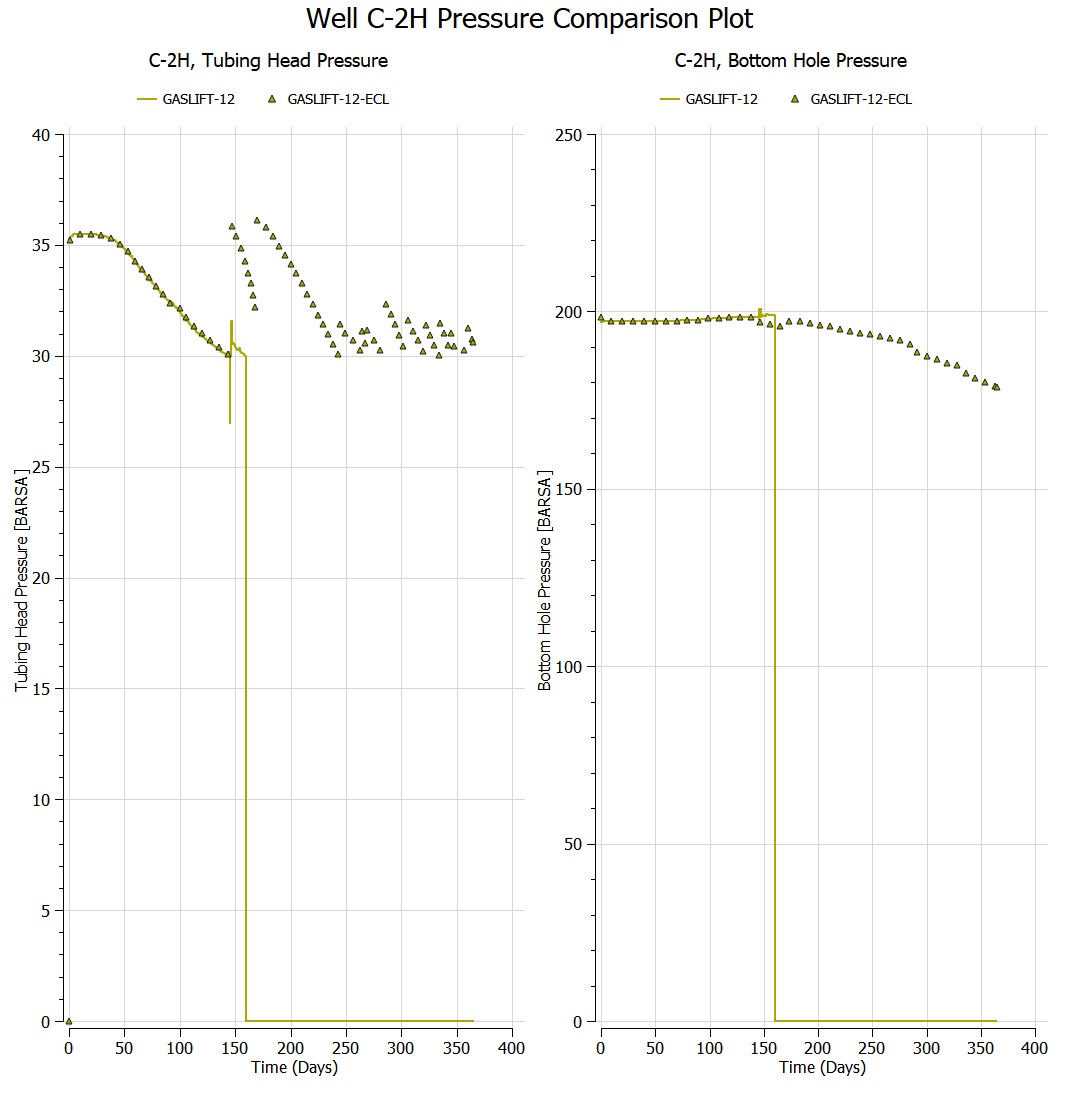 Well C-2H Pressure Comparison Plot
C-2H, Tubing Head Pressure
GASLIFT-12 GASLIFT-12-ECL
40
35
30
25
20
15
10
5
0
Tubing Head Pressure [BARSA]
0 50 100 150 200 250 300 350 400
Time (Days)
C-2H, Bottom Hole Pressure
GASLIFT-12 GASLIFT-12-ECL
250
200
150
100
50
0
Bottom Hole Pressure [BARSA]
0 50 100 150 200 250 300 350 400
Time (Days)